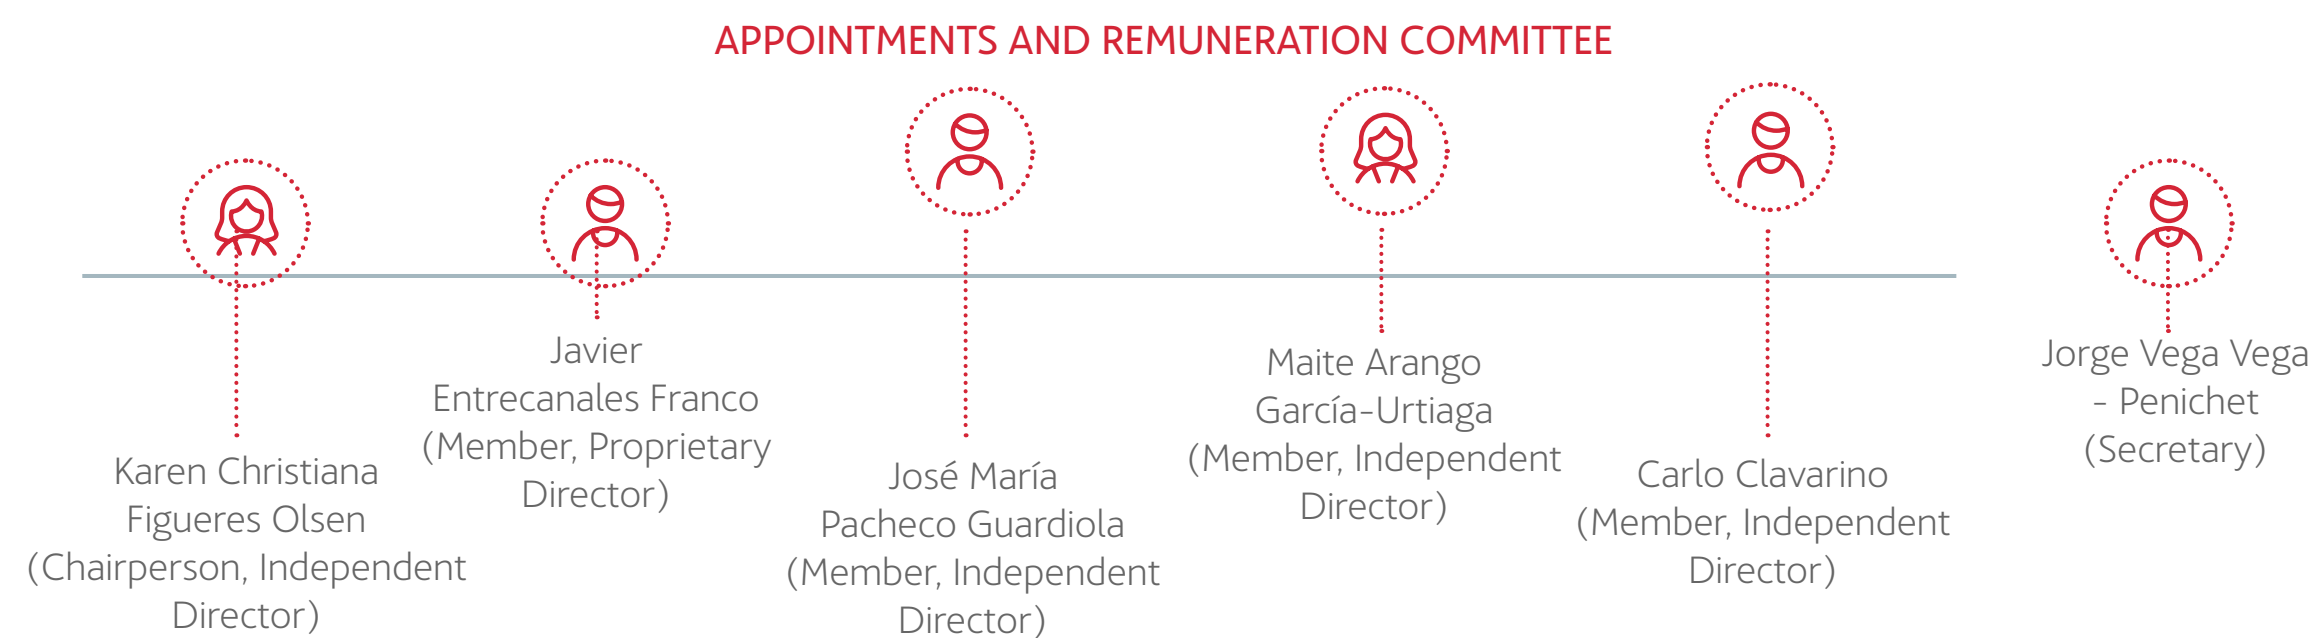 APPOINTMENTS AND REMUNERATION COMMITTEE
Karen Christiana
Figueres Olsen
(Chairperson, Independent
Director)
Javier
Entrecanales Franco
(Member, Proprietary
Director)
José María
Pacheco Guardiola
(Member, Independent
Director)
Maite Arango
García-Urtiaga
(Member, Independent
Director)
Carlo Clavarino
(Member, Independent
Director)
Jorge Vega Vega
- Penichet
(Secretary)